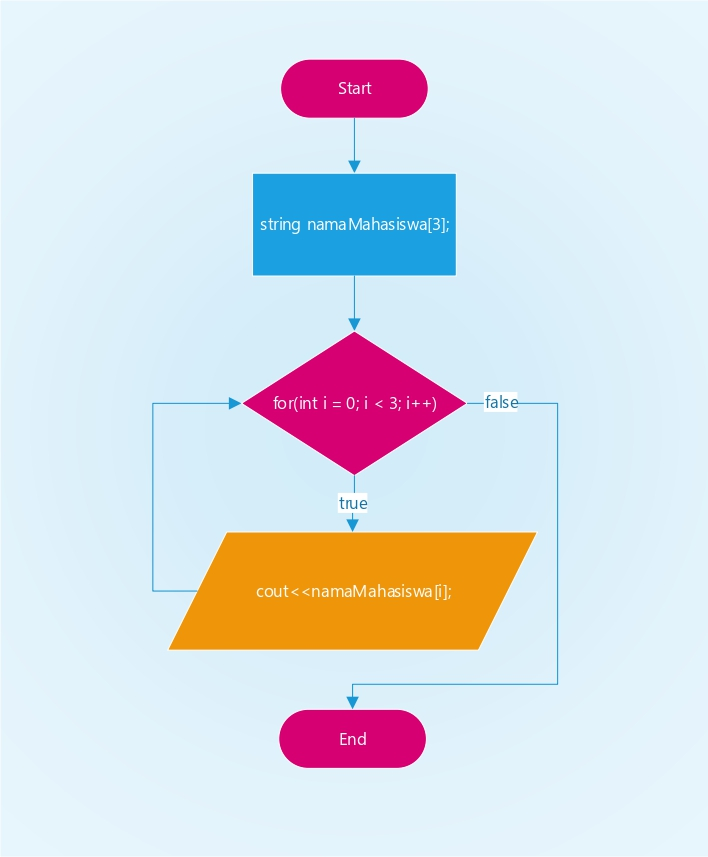 Start
string namaMahasiswa[3];
for(int i = 0; i < 3; i++)
false
true
cout<<namaMahasiswa[i];
End